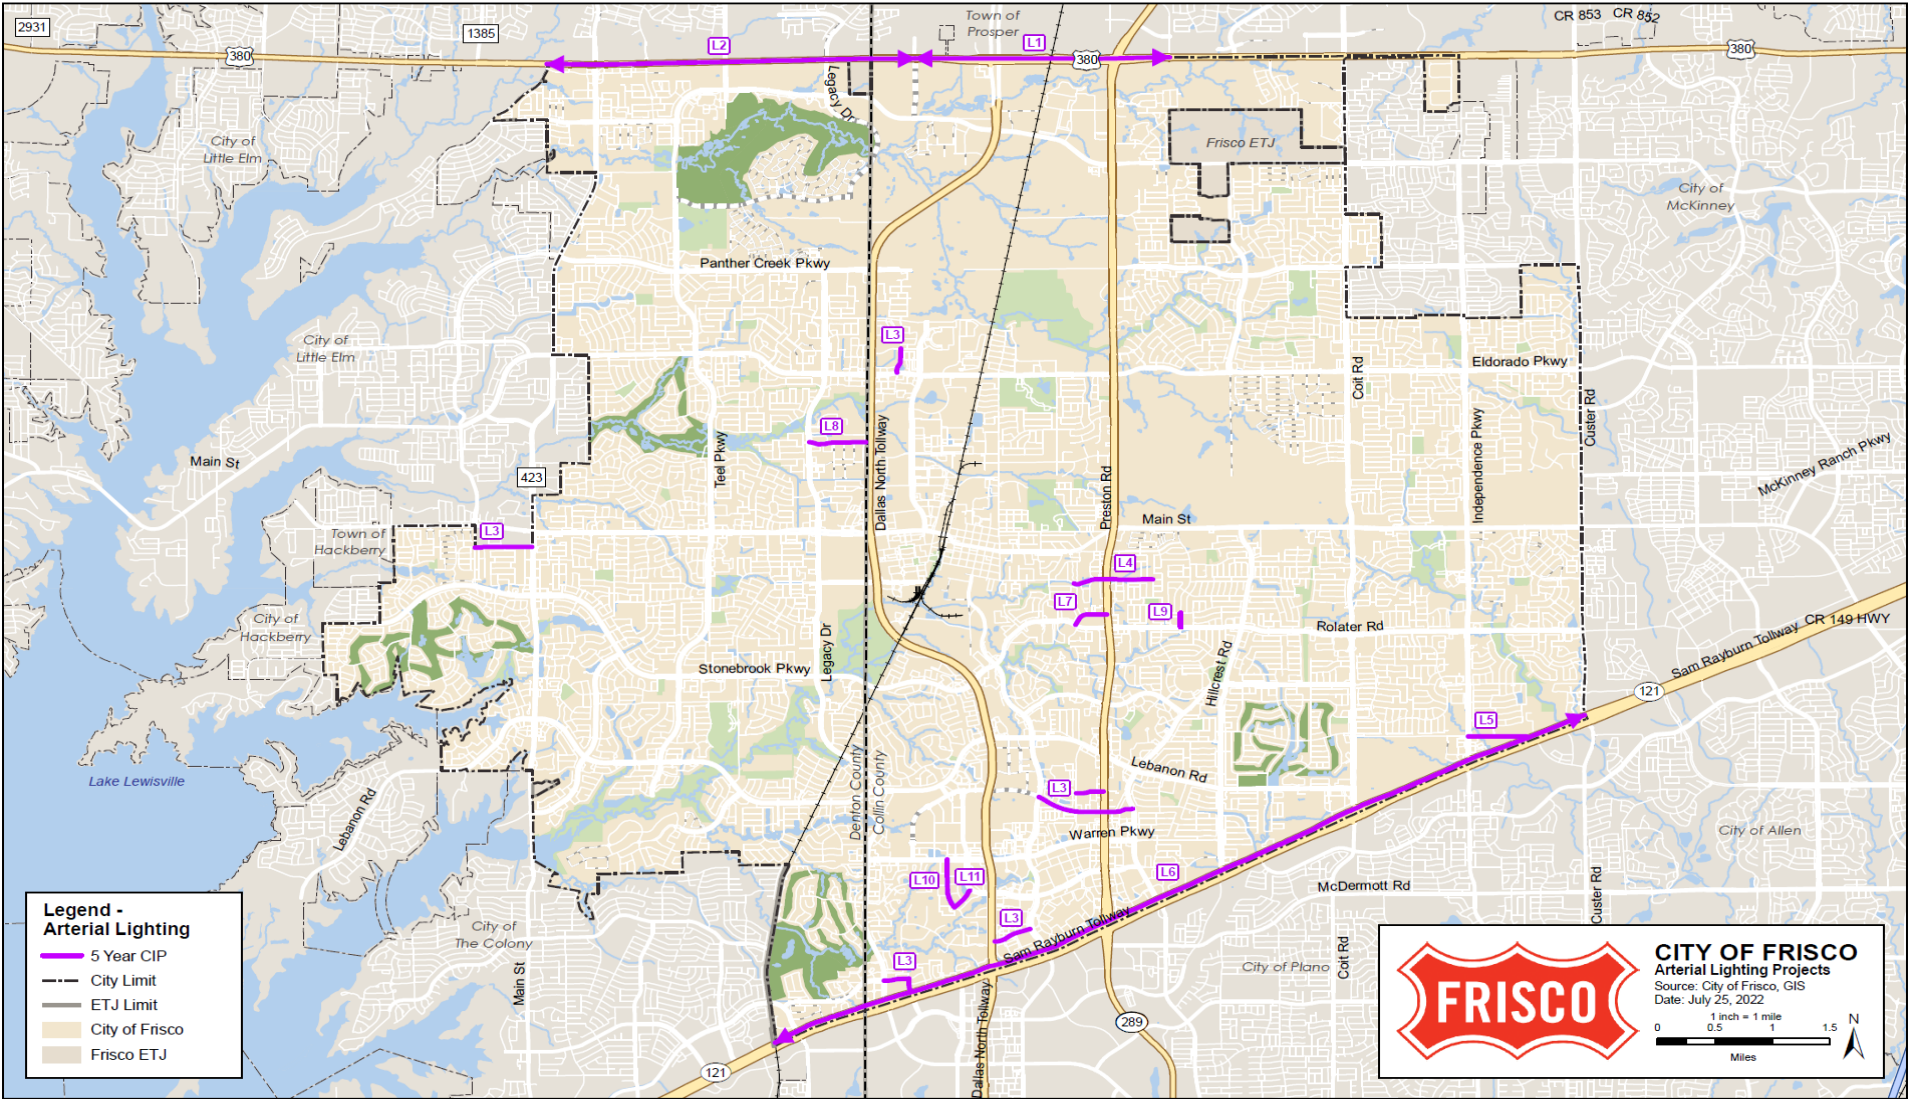 2931
1385
380
L2
L1
380
380
Town of
Prosper
CR 853
CR 852
Legacy Dr
City of
Little Elm
Frisco ETJ
City of
McKinney
Panther Creek Pkwy
City of
Little Elm
L3
Eldorado Pkwy
Coit Rd
Custer Rd
L8
Teel Pkwy
Dallas North Tollway
Independence Pkwy
McKinney Ranch Pkwy
Main St
423
Preston Rd
Main St
L3
Town of
Hackberry
L4
L7
L9
City of
Hackberry
Rolater Rd
CR 149 HWY
Sam Rayburn Tollway
Stonebrook Pkwy
Legacy Dr
Hillcrest Rd
121
L5
Lake Lewisville
Lebanon Rd
Denton County
Collin County
L3
Lebanon Rd
Warren Pkwy
City of Allen
L10
L11
L6
McDermott Rd
Custer Rd
L3
Sam Rayburn Tollway
City of
The Colony
Main St
L3
City of Plano
Coit Rd
Dallas North Tollway
289
121
Legend -
Arterial Lighting
5 Year CIP
City Limit
ETJ Limit
City of Frisco
Frisco ETJ
FRISCO
CITY OF FRISCO
Arterial Lighting Projects
Source: City of Frisco, GIS
Date: July 25, 2022
1 inch = 1 mile
0 0.5 1 1.5
Miles
N